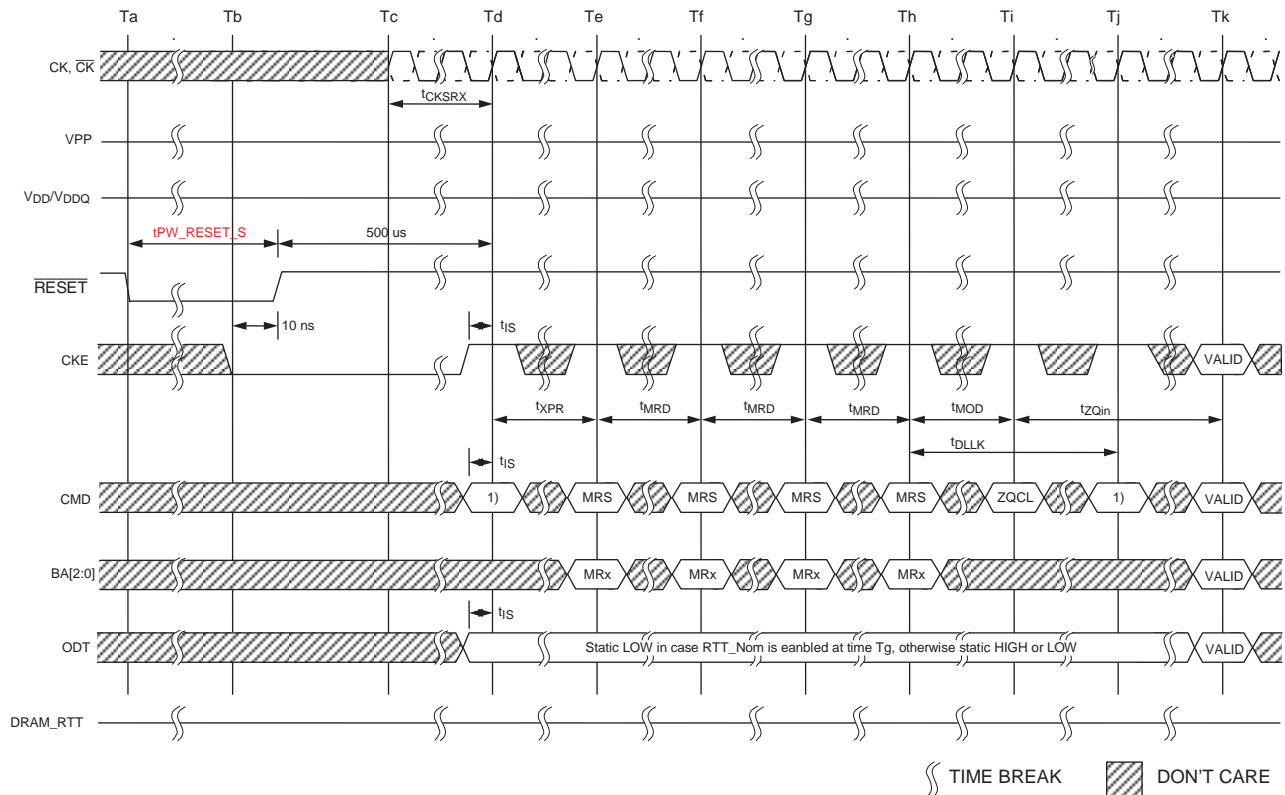 Ta Tb Tc Td Te Tf Tg Th Ti Tj Tk
CK, CK
tCKSRX
VPP
VDD/VDDQ
tPW_RESET_S 500 us
RESET
10 ns tIS
CKE VALID
tXPR tMRD tMRD tMRD tMOD tZQin
tDLLK
tIS
CMD 1) MRS MRS MRS MRS ZQCL 1) VALID
BA[2:0] MRx MRx MRx MRx VALID
tIS
ODT Static LOW in case RTT_Nom is eanbled at time Tg, otherwise static HIGH or LOW VALID
DRAM_RTT
TIME BREAK DON'T CARE